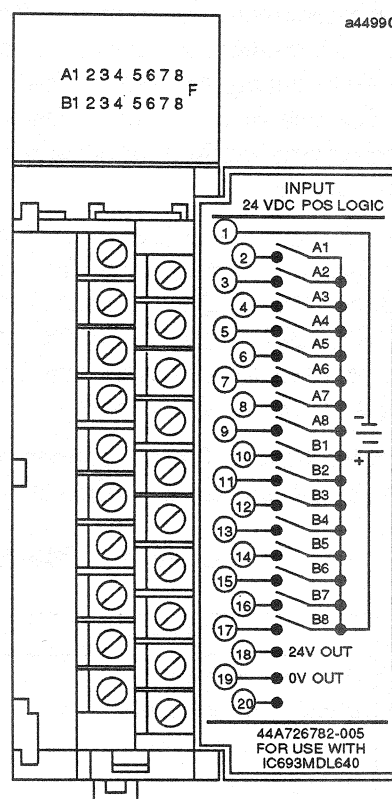 a44990
A1 2 3 4 5 6 7 8
F
B1 2 3 4 5 6 7 8
INPUT
24 VDC POS LOGIC
1
2 A1
3 A2
4 A3
5 A4
6 A5
7 A6
8 A7
9 A8
10 B1
11 B2
12 B3
13 B4
14 B5
15 B6
16 B7
17 B8
18 24V OUT
19 0V OUT
20
44A726782-005
FOR USE WITH
IC693MDL640